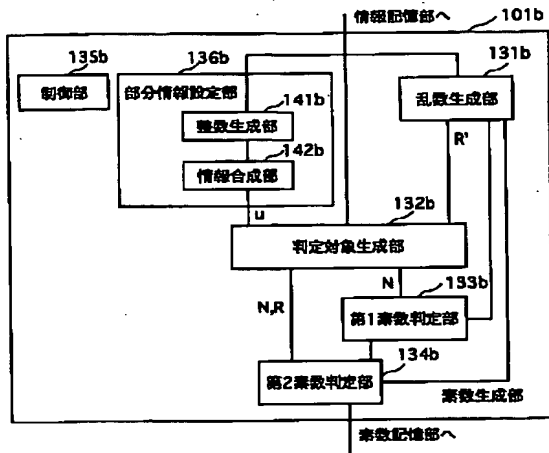 情報記憶部へ
101b
135b
136b
131b
制御部
部分情報設定部
乱数生成部
141b
整数生成部
142b
情報合成部
R'
u
132b
判定対象生成部
N
133b
N,R
第1素数判定部
134b
第2素数判定部
素数生成部
素数記憶部へ